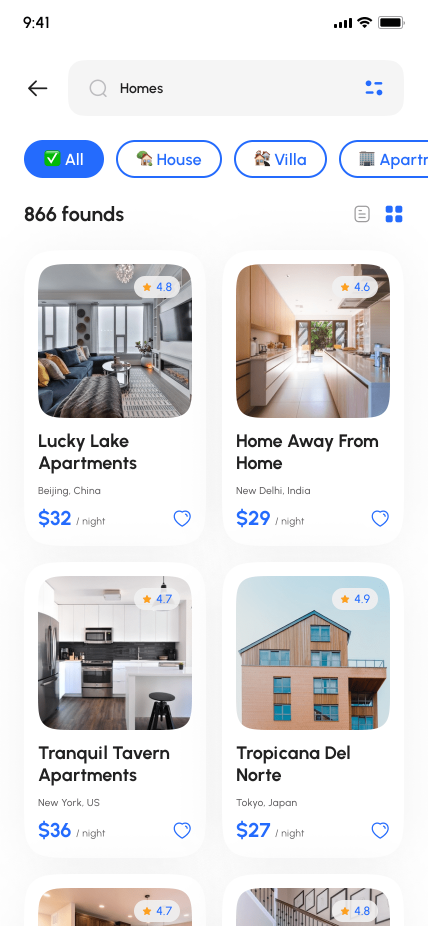 9:41
Homes
All
House
Villa
Apartr
866 founds
4.8
4.6
Lucky Lake
Apartments
Beijing, China
$32 / night
Home Away From
Home
New Delhi, India
$29 / night
4.7
4.9
Tranquil Tavern
Apartments
New York, US
$36 / night
Tropicana Del
Norte
Tokyo, Japan
$27 / night
4.7
4.8